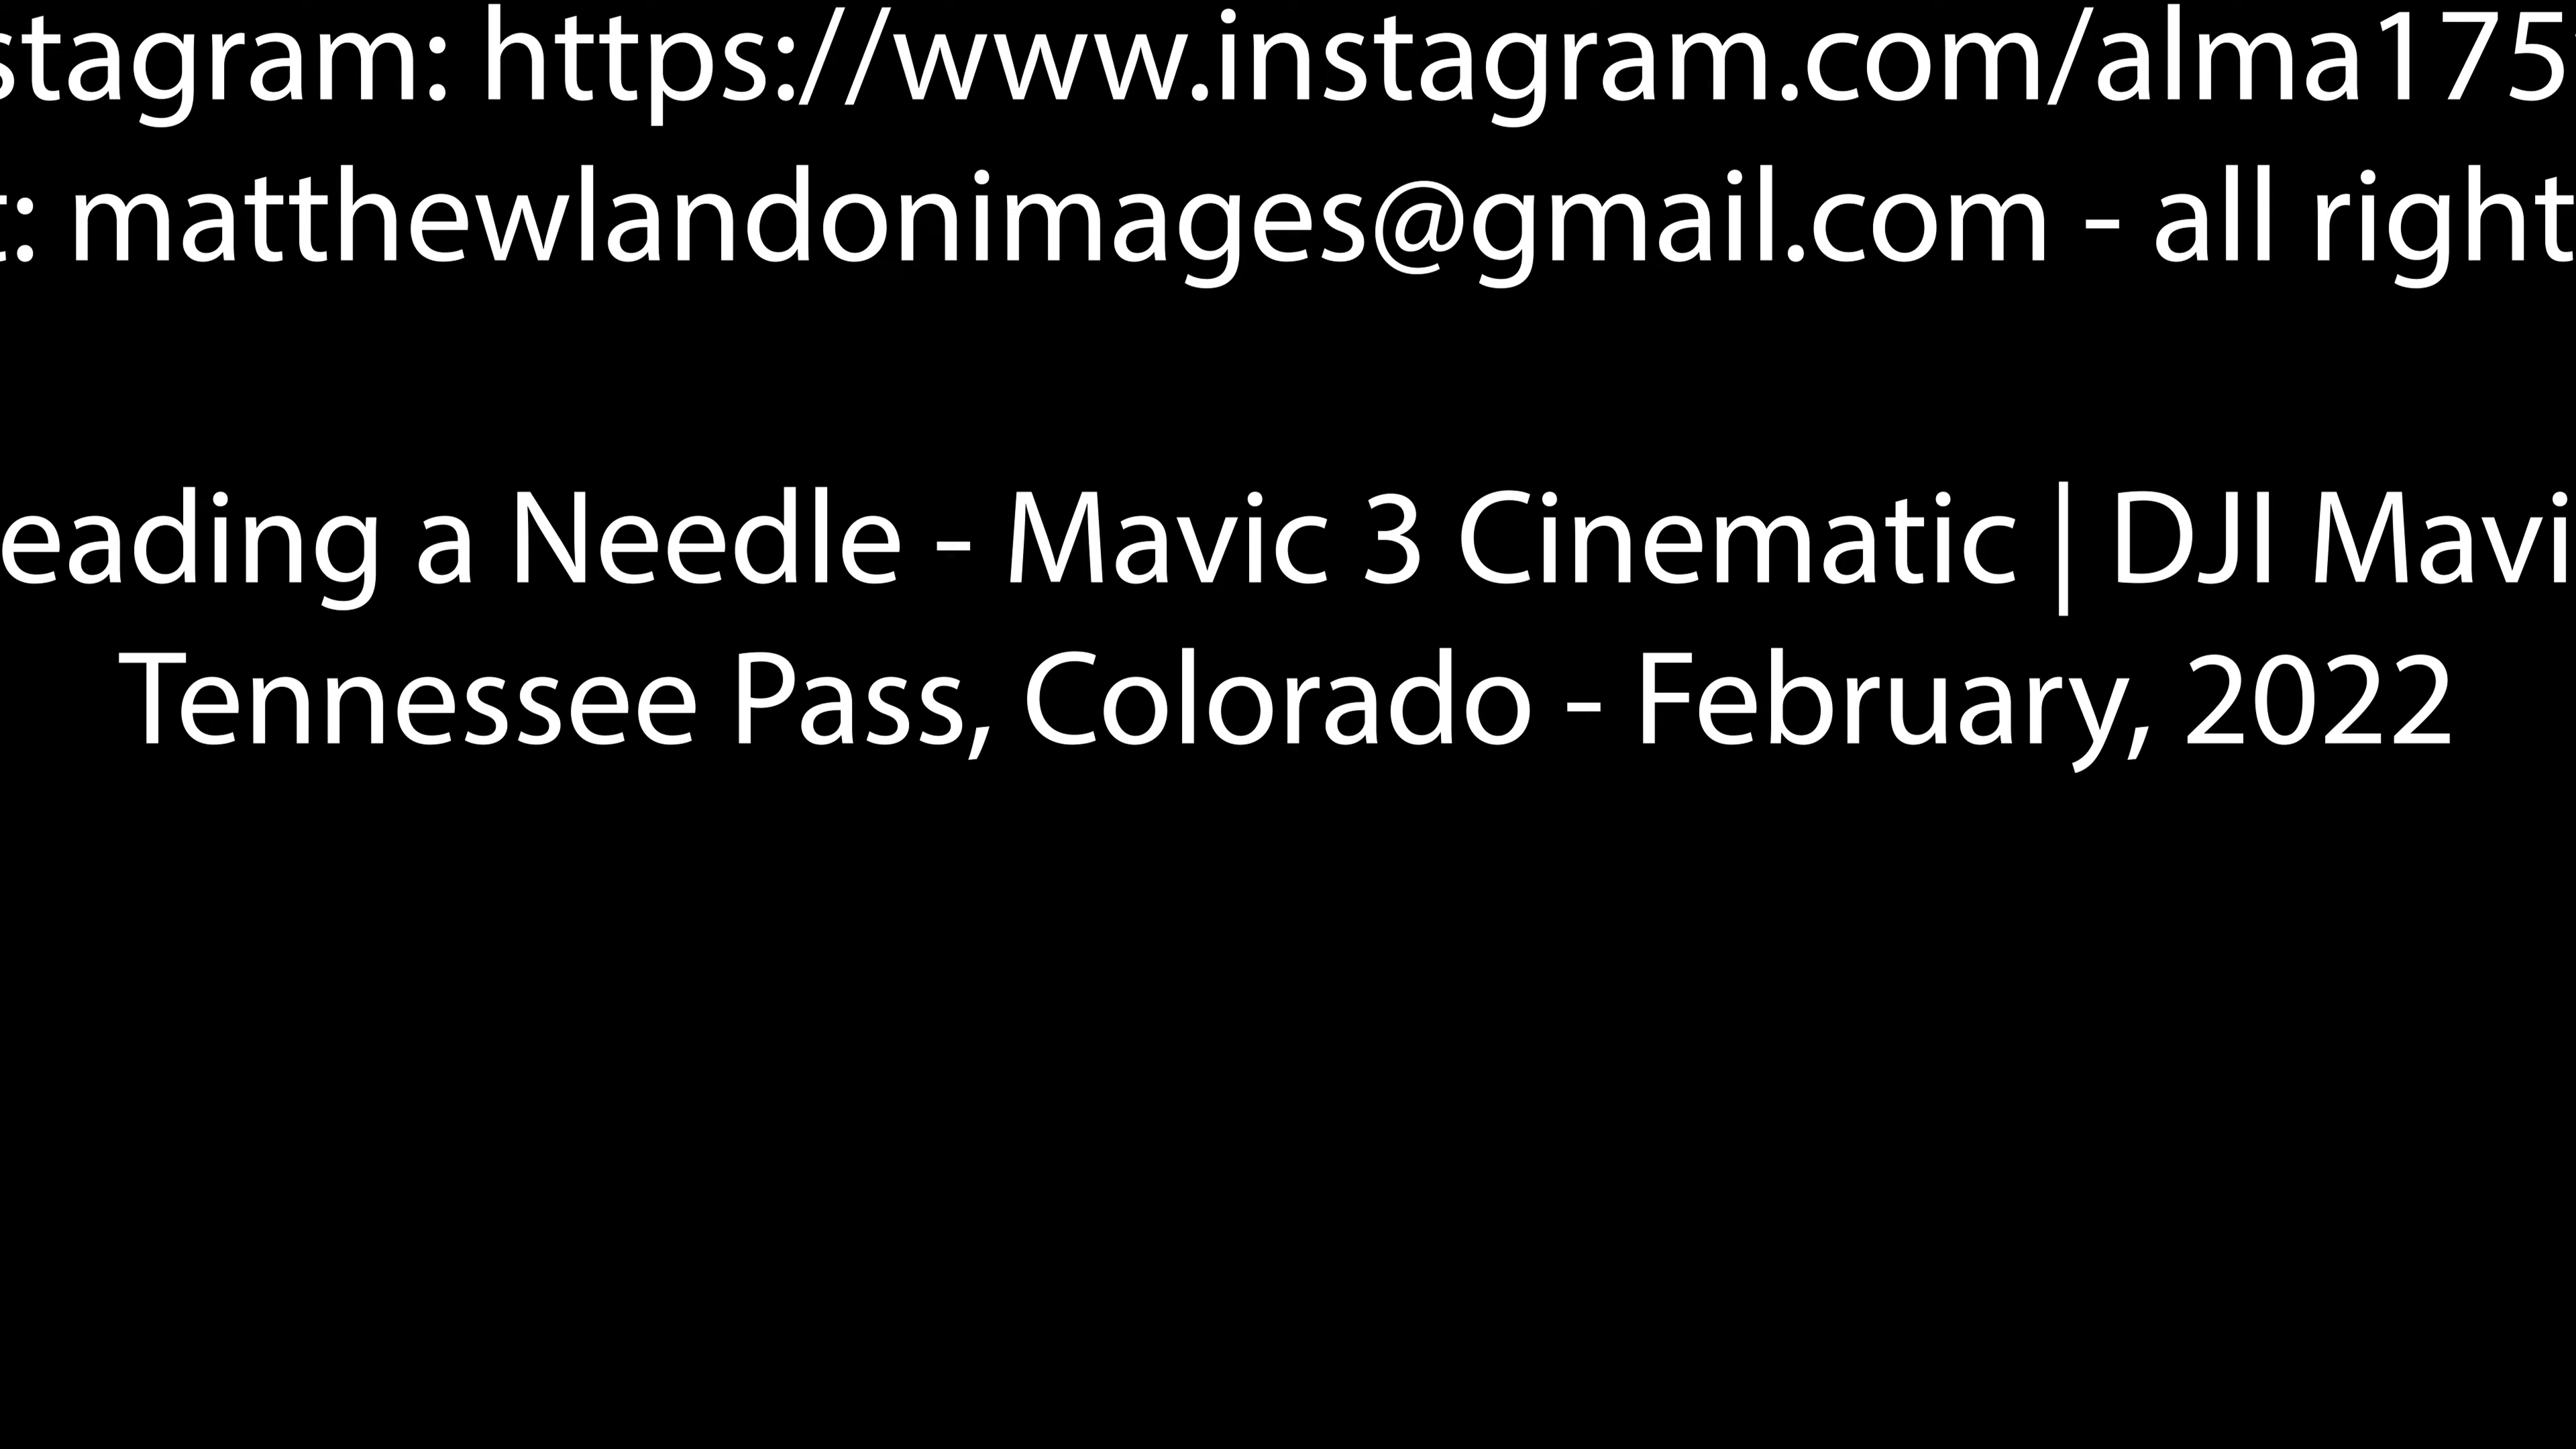 stagram: https://www.instagram.com/alma175
t: matthewlandonimages@gmail.com - all right
eading a Needle - Mavic 3 Cinematic | DJI Mavi
Tennessee Pass, Colorado - February, 2022